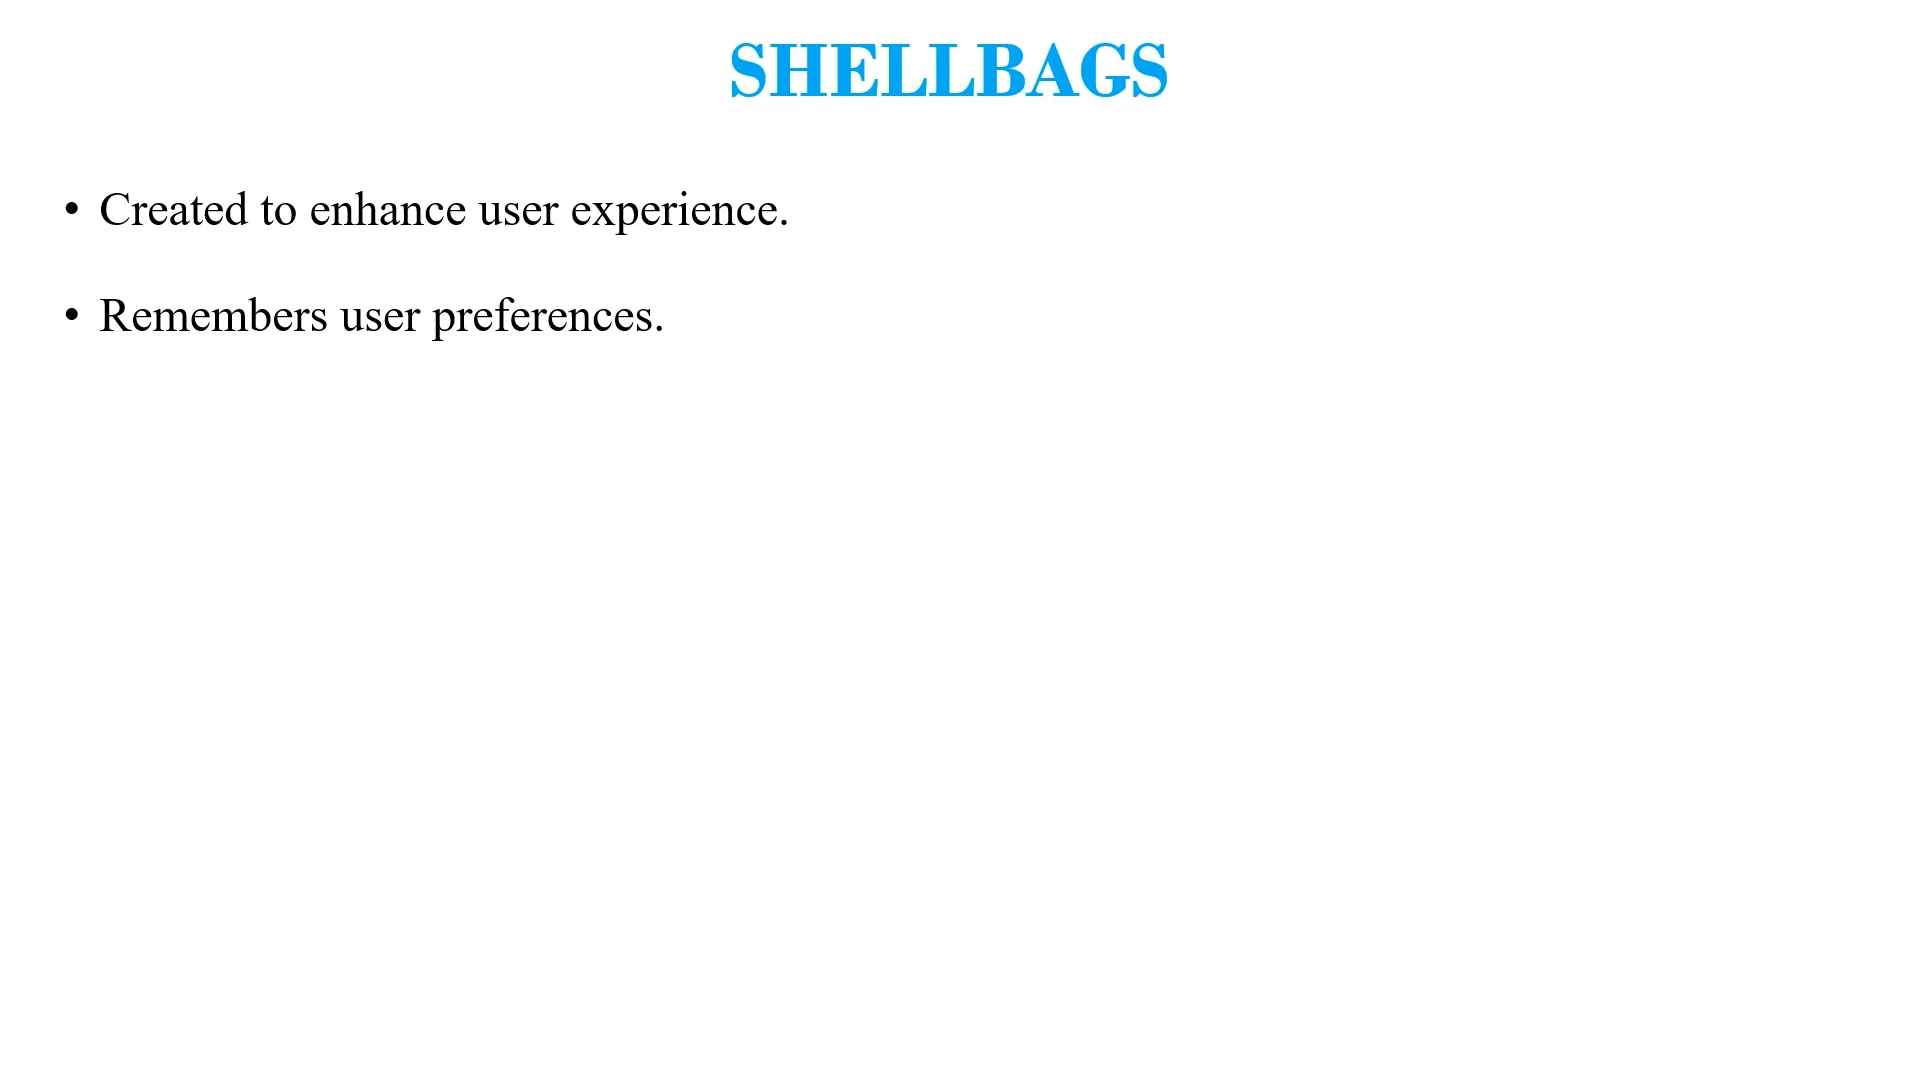 SHELLBAGS
• Created to enhance user experience.
• Remembers user preferences.